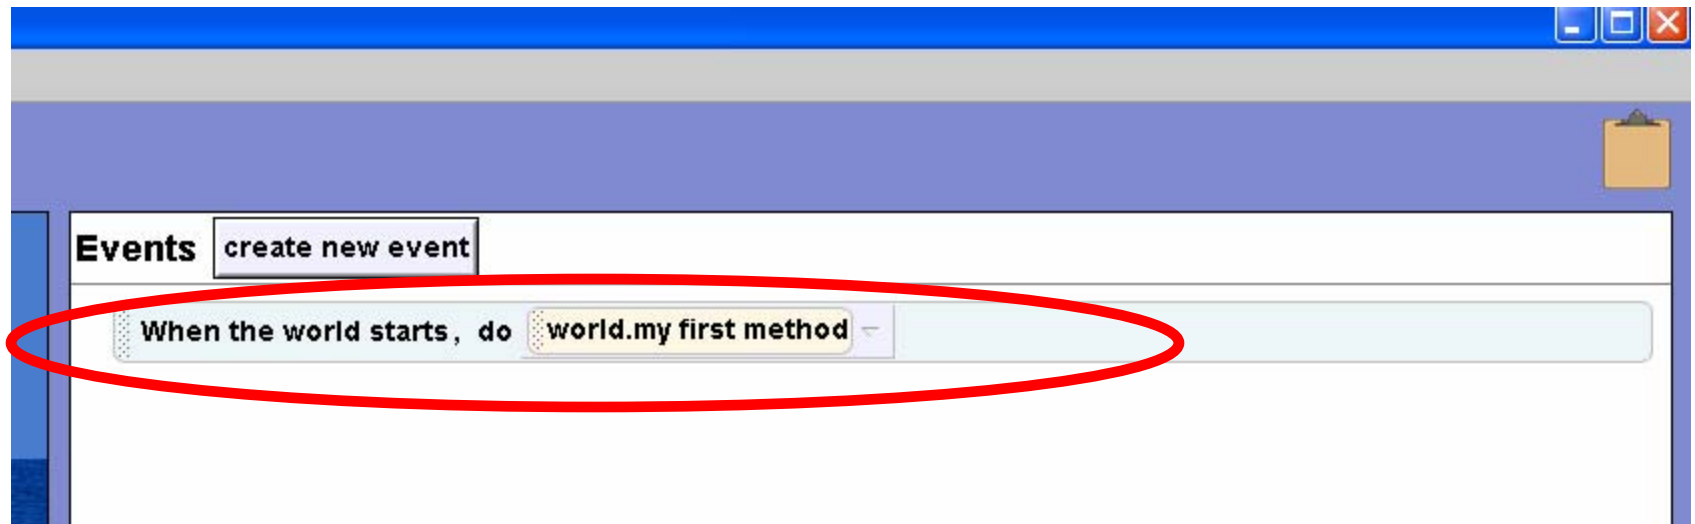 Events create new event
When the world starts, do world.my first method